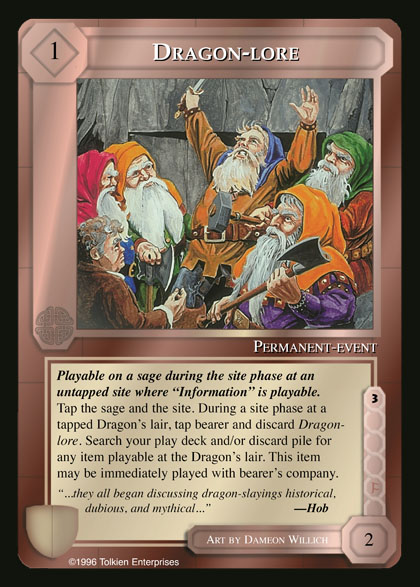 1
DRAGON-LORE
PERMANENT-EVENT
Playable on a sage during the site phase at an
untapped site where “Information” is playable.
Tap the sage and the site. During a site phase at a
tapped Dragon’s lair, tap bearer and discard Dragon-
lore. Search your play deck and/or discard pile for
any item playable at the Dragon’s lair. This item
may be immediately played with bearer’s company.
“...they all began discussing dragon-slayings historical,
dubious, and mythical...” —Hob
3
F
ART BY DAMEON WILLICH
2
©1996 Tolkien Enterprises